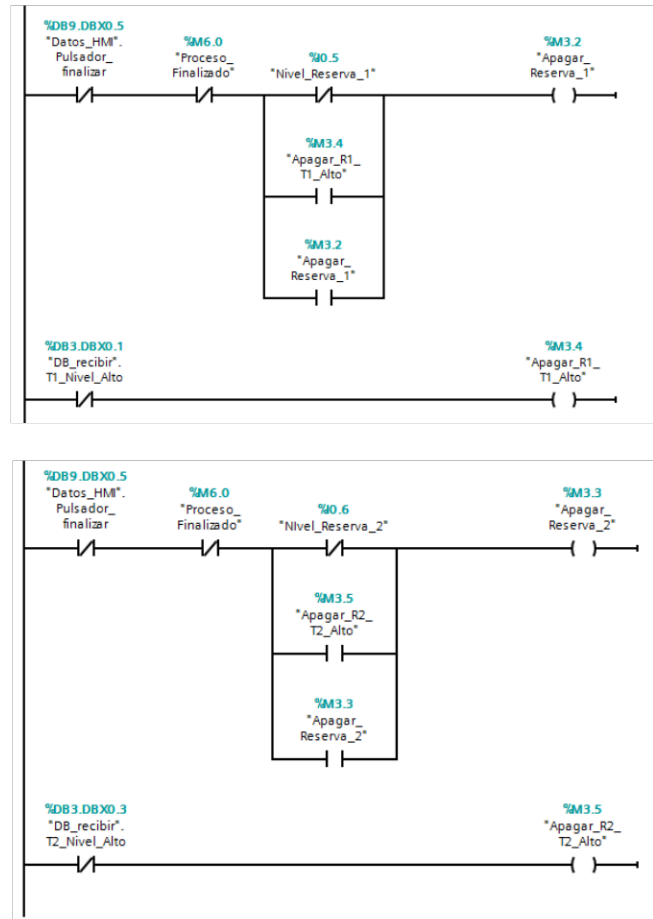 %DB9.DBX0.5
"Datos_HMI".
Pulsador_
finalizar
%M6.0
"Proceso_
Finalizado"
%I0.5
"Nivel_Reserva_1"
%M3.2
"Apagar_
Reserva_1"
%M3.4
"Apagar_R1_
T1_Alto"
%M3.2
"Apagar_
Reserva_1"
%DB3.DBX0.1
"DB_recibir".
T1_Nivel_Alto
%M3.4
"Apagar_R1_
T1_Alto"
%DB9.DBX0.5
"Datos_HMI".
Pulsador_
finalizar
%M6.0
"Proceso_
Finalizado"
%I0.6
"NIvel_Reserva_2"
%M3.3
"Apagar_
Reserva_2"
%M3.5
"Apagar_R2_
T2_Alto"
%M3.3
"Apagar_
Reserva_2"
%DB3.DBX0.3
"DB_recibir".
T2_Nivel_Alto
%M3.5
"Apagar_R2_
T2_Alto"